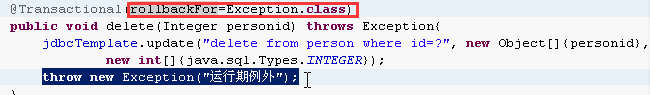 @Transactional(rollbackFor=Exception.class)
public void delete(Integer personid) throws Exception{
jdbcTemplate.update("delete from person where id=?", new Object[]{personid},
new int[]{java.sql.Types.INTEGER});
throw new Exception("运行期例外");
}